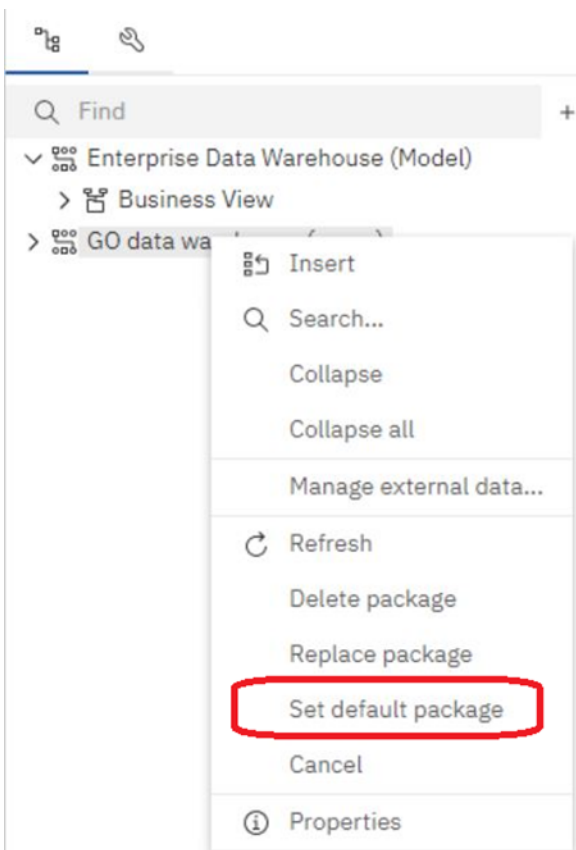 Find
Enterprise Data Warehouse (Model)
Business View
GO data wa
Insert
Search...
Collapse
Collapse all
Manage external data...
Refresh
Delete package
Replace package
Set default package
Cancel
Properties